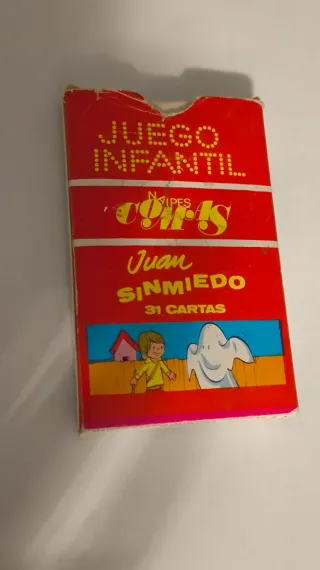 JUEGO
INFANTIL
NAIPES
COMAS
Juan
SINMIEDO
31 CARTAS